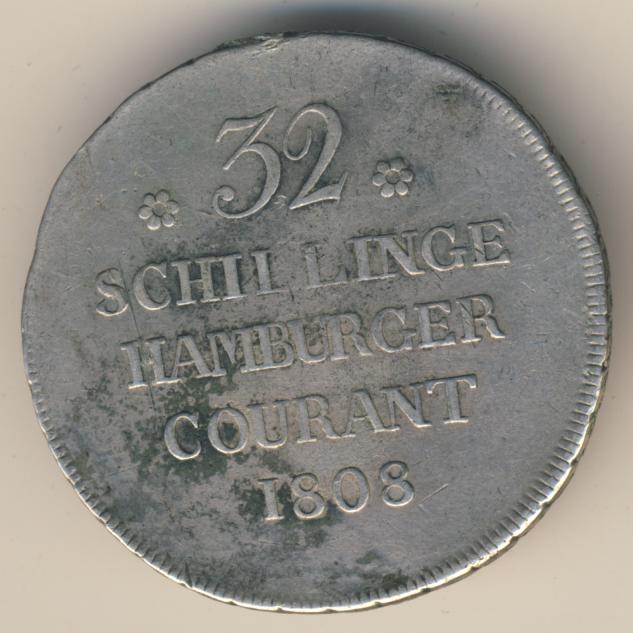 32
SCHILLINGE
HAMBURGER
COURANT
1808